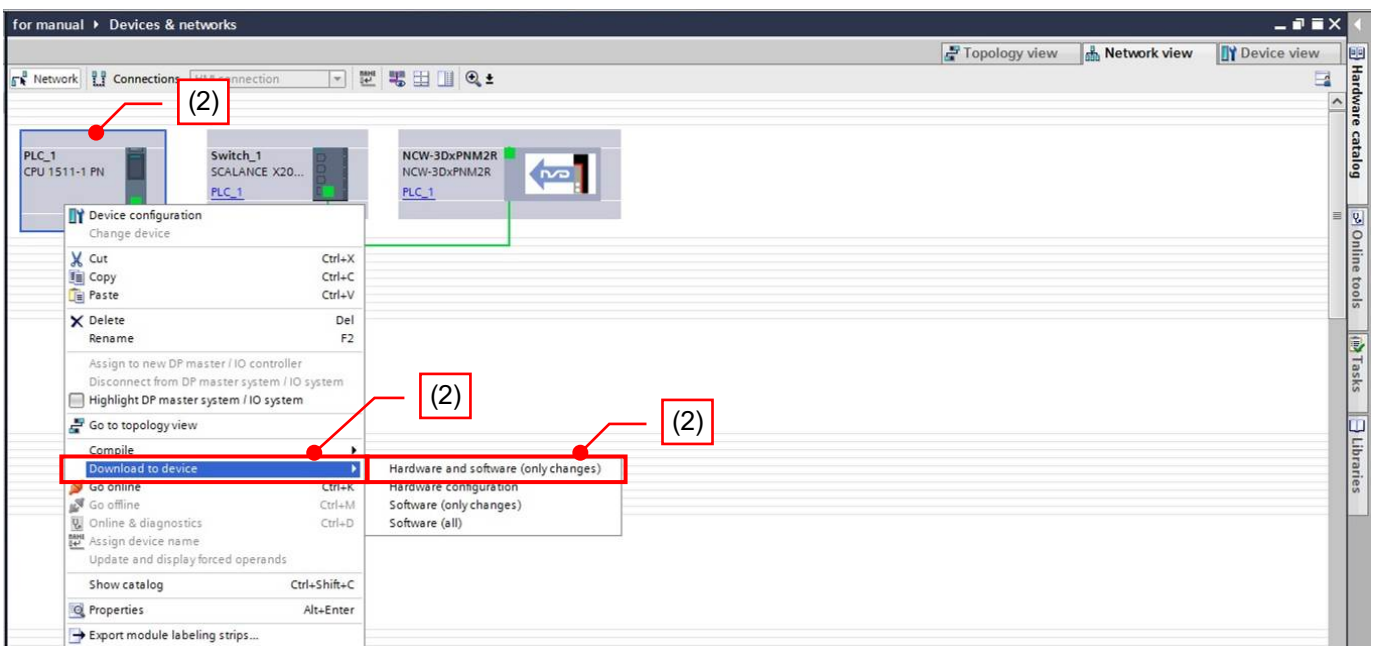 for manual ▸ Devices & networks
Topology view
Network view
Device view
Network
Connections
HMI connection
(2)
PLC_1
CPU 1511-1 PN
Switch_1
SCALANCE X20...
PLC_1
NCW-3DxPNM2R
NCW-3DxPNM2R
PLC_1
Device configuration
Change device
Cut Ctrl+X
Copy Ctrl+C
Paste Ctrl+V
Delete Del
Rename F2
Assign to new DP master / IO controller
Disconnect from DP master system / IO system
Highlight DP master system / IO system
Go to topology view
Compile
(2)
(2)
Download to device
Go online Ctrl+K
Go offline Ctrl+M
Online & diagnostics Ctrl+D
Assign device name
Update and display forced operands
Show catalog Ctrl+Shift+C
Properties Alt+Enter
Export module labeling strips...
Hardware and software (only changes)
Hardware configuration
Software (only changes)
Software (all)
Hardware catalog
Online tools
Tasks
Libraries